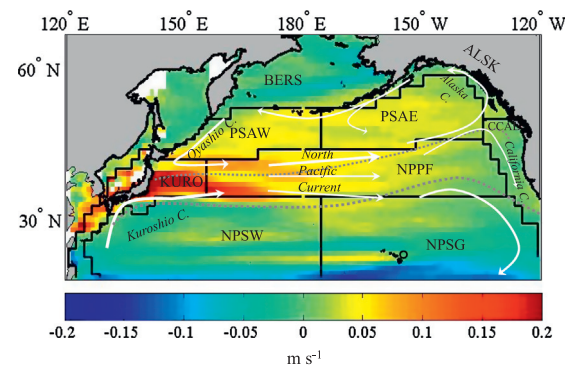 120°E 150°E 180°E 150°W 120°W
60°N
30°N
ALSK
BERS
Alaska C.
PSAE
CCAL
PSAW
Oyashio C.
North
Pacific
Current
NPPF
California C.
KURO
Kuroshio C.
NPSW
NPSG
-0.2 -0.15 -0.1 -0.05 0 0.05 0.1 0.15 0.2
m s-1